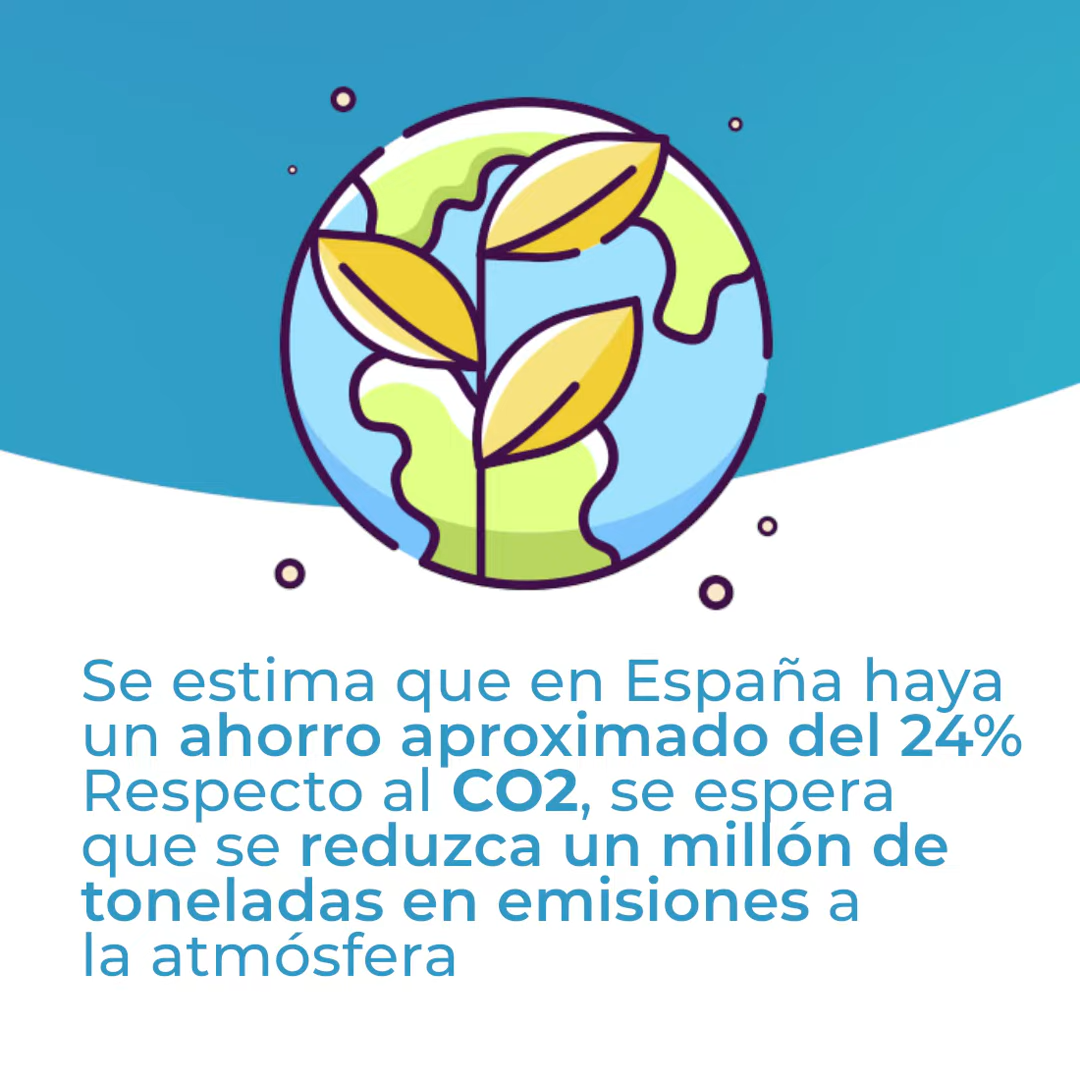 Se estima que en España haya
un ahorro aproximado del 24%
Respecto al CO2, se espera
que se reduzca un millón de
toneladas en emisiones a
la atmósfera